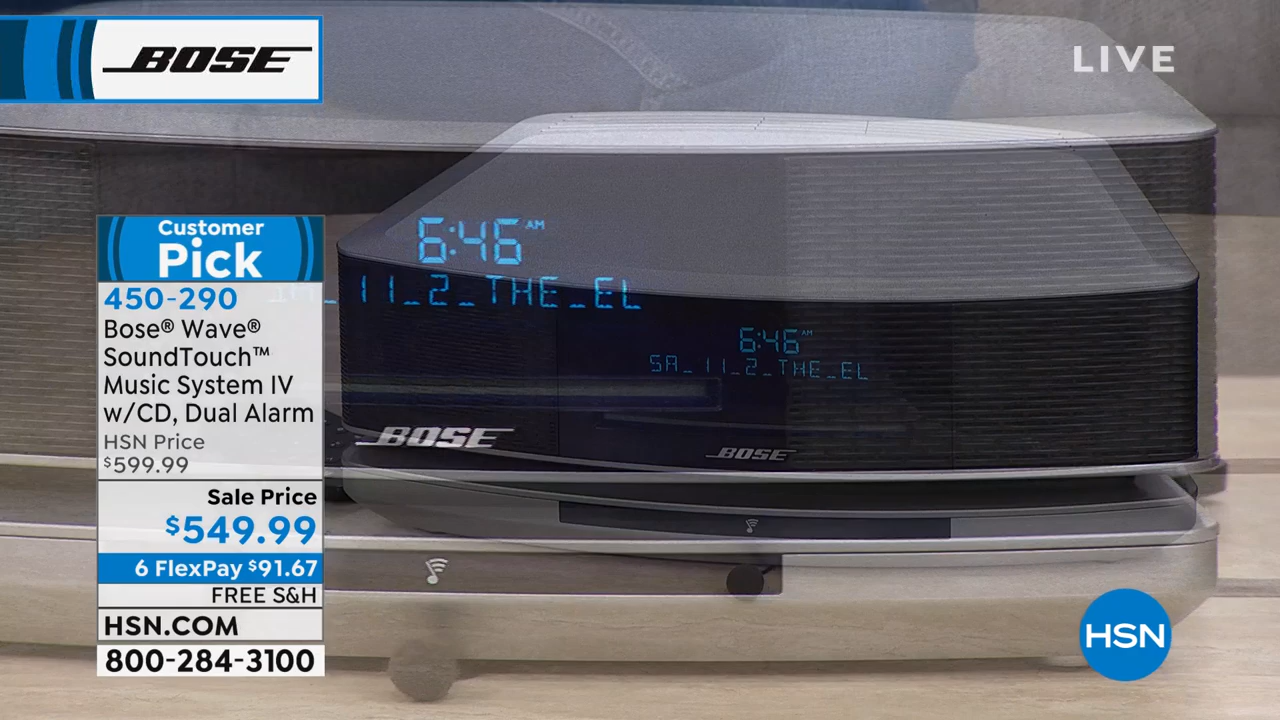 BOSE
LIVE
Customer
Pick
450-290
Bose® Wave®
SoundTouch™
Music System IV
w/CD, Dual Alarm
HSN Price
$599.99
Sale Price
$549.99
6 FlexPay $91.67
FREE S&H
HSN.COM
800-284-3100
6:46 AM
_11_2_THE_EL
6:46 AM
SA_11_2_THE_EL
BOSE
BOSE
HSN